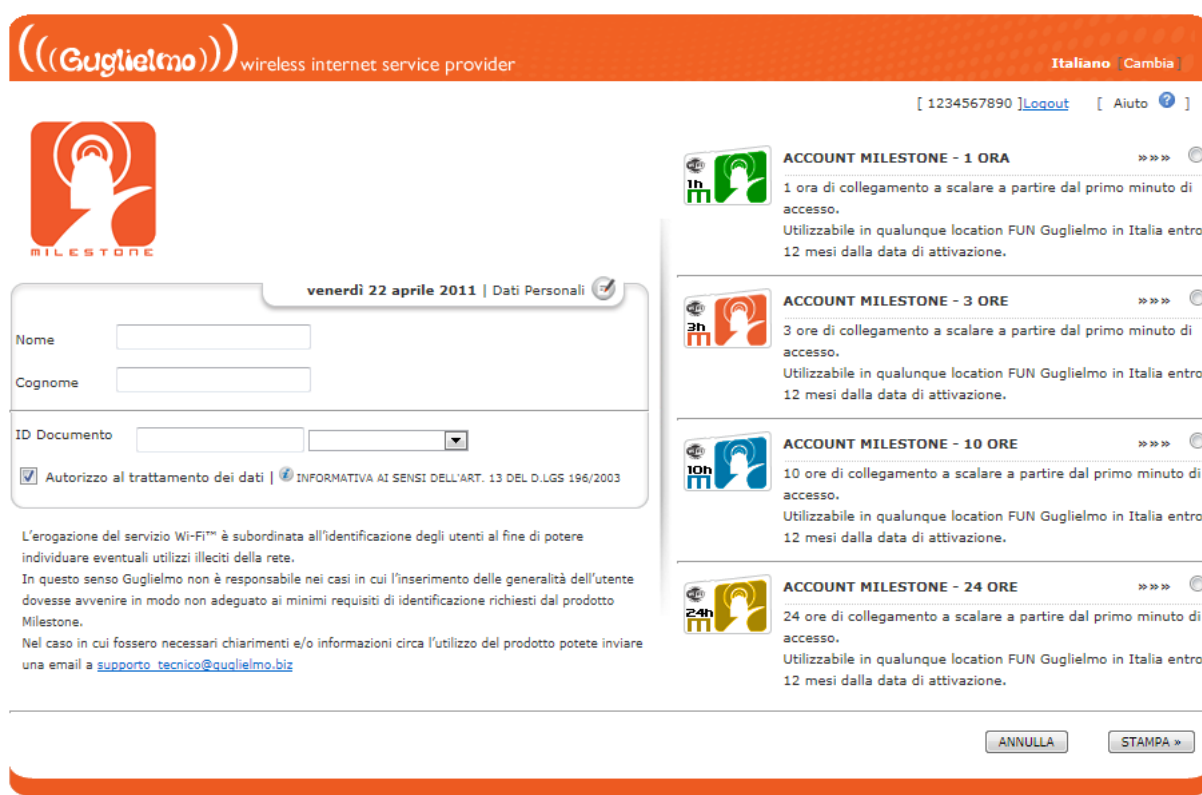 (((Guglielmo))) wireless internet service provider
Italiano [Cambia]
[ 1234567890 ]Logout [ Aiuto ? ]
MILESTONE
venerdì 22 aprile 2011 | Dati Personali
Nome
Cognome
ID Documento
Autorizzo al trattamento dei dati | i INFORMATIVA AI SENSI DELL'ART. 13 DEL D.LGS 196/2003
L'erogazione del servizio Wi-Fi™ è subordinata all'identificazione degli utenti al fine di potere
individuare eventuali utilizzi illeciti della rete.
In questo senso Guglielmo non è responsabile nei casi in cui l'inserimento delle generalità dell'utente
dovesse avvenire in modo non adeguato ai minimi requisiti di identificazione richiesti dal prodotto
Milestone.
Nel caso in cui fossero necessari chiarimenti e/o informazioni circa l'utilizzo del prodotto potete inviare
una email a supporto_tecnico@guglielmo.biz
Wi Fi
1h
m
ACCOUNT MILESTONE - 1 ORA »»»
1 ora di collegamento a scalare a partire dal primo minuto di
accesso.
Utilizzabile in qualunque location FUN Guglielmo in Italia entro
12 mesi dalla data di attivazione.
Wi Fi
3h
m
ACCOUNT MILESTONE - 3 ORE »»»
3 ore di collegamento a scalare a partire dal primo minuto di
accesso.
Utilizzabile in qualunque location FUN Guglielmo in Italia entro
12 mesi dalla data di attivazione.
Wi Fi
10h
m
ACCOUNT MILESTONE - 10 ORE »»»
10 ore di collegamento a scalare a partire dal primo minuto di
accesso.
Utilizzabile in qualunque location FUN Guglielmo in Italia entro
12 mesi dalla data di attivazione.
Wi Fi
24h
m
ACCOUNT MILESTONE - 24 ORE »»»
24 ore di collegamento a scalare a partire dal primo minuto di
accesso.
Utilizzabile in qualunque location FUN Guglielmo in Italia entro
12 mesi dalla data di attivazione.
ANNULLA
STAMPA »